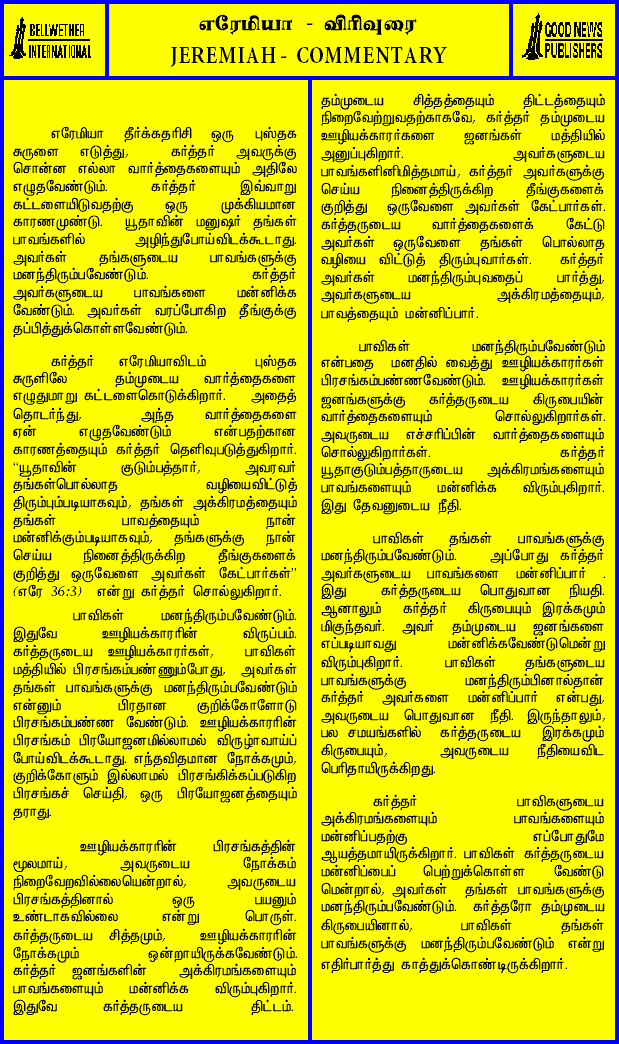 BELLWETHER
INTERNATIONAL
எரேமியா - விரிவுரை
JEREMIAH - COMMENTARY
GOOD NEWS
PUBLISHERS
எரேமியா தீர்க்கதரிசி ஒரு புஸ்தக
சுருளை எடுத்து, கர்த்தர் அவருக்கு
சொன்ன எல்லா வார்த்தைகளையும் அதிலே
எழுதவேண்டும். கர்த்தர் இவ்வாறு
கட்டளையிடுவதற்கு ஒரு முக்கியமான
காரணமுண்டு. யூதாவின் மனுஷர் தங்கள்
பாவங்களில் அழிந்துபோய்விடக்கூடாது.
அவர்கள் தங்களுடைய பாவங்களுக்கு
மனந்திரும்பவேண்டும். கர்த்தர்
அவர்களுடைய பாவங்களை மன்னிக்க
வேண்டும். அவர்கள் வரப்போகிற தீங்குக்கு
தப்பித்துக்கொள்ளவேண்டும்.
கர்த்தர் எரேமியாவிடம் புஸ்தக
சுருளிலே தம்முடைய வார்த்தைகளை
எழுதுமாறு கட்டளைகொடுக்கிறார். அதைத்
தொடர்ந்து, அந்த வார்த்தைகளை
ஏன் எழுதவேண்டும் என்பதற்கான
காரணத்தையும் கர்த்தர் தெளிவுபடுத்துகிறார்.
“யூதாவின் குடும்பத்தார், அவரவர்
தங்கள்பொல்லாத வழியைவிட்டுத்
திரும்பும்படியாகவும், தங்கள் அக்கிரமத்தையும்
தங்கள் பாவத்தையும் நான்
மன்னிக்கும்படியாகவும், தங்களுக்கு நான்
செய்ய நினைத்திருக்கிற தீங்குகளைக்
குறித்து ஒருவேளை அவர்கள் கேட்பார்கள்”
(எரே 36:3) என்று கர்த்தர் சொல்லுகிறார்.
பாவிகள் மனந்திரும்பவேண்டும்.
இதுவே ஊழியக்காரரின் விருப்பம்.
கர்த்தருடைய ஊழியக்காரர்கள், பாவிகள்
மத்தியில் பிரசங்கம்பண்ணும்போது, அவர்கள்
தங்கள் பாவங்களுக்கு மனந்திரும்பவேண்டும்
என்னும் பிரதான குறிக்கோளோடு
பிரசங்கம்பண்ண வேண்டும். ஊழியக்காரரின்
பிரசங்கம் பிரயோஜனமில்லாமல் விருழாவாய்ப்
போய்விடக்கூடாது. எந்தவிதமான நோக்கமும்,
குறிக்கோளும் இல்லாமல் பிரசங்கிக்கப்படுகிற
பிரசங்கச் செய்தி, ஒரு பிரயோஜனத்தையும்
தராது.
ஊழியக்காரரின் பிரசங்கத்தின்
மூலமாய், அவருடைய நோக்கம்
நிறைவேறவில்லையென்றால், அவருடைய
பிரசங்கத்தினால் ஒரு பயனும்
உண்டாகவில்லை என்று பொருள்.
கர்த்தருடைய சித்தமும், ஊழியக்காரரின்
நோக்கமும் ஒன்றாயிருக்கவேண்டும்.
கர்த்தர் ஜனங்களின் அக்கிரமங்களையும்
பாவங்களையும் மன்னிக்க விரும்புகிறார்.
இதுவே கர்த்தருடைய திட்டம்.
தம்முடைய சித்தத்தையும் திட்டத்தையும்
நிறைவேற்றுவதற்காகவே, கர்த்தர் தம்முடைய
ஊழியக்காரர்களை ஜனங்கள் மத்தியில்
அனுப்புகிறார். அவர்களுடைய
பாவங்களினிமித்தமாய், கர்த்தர் அவர்களுக்கு
செய்ய நினைத்திருக்கிற தீங்குகளைக்
குறித்து ஒருவேளை அவர்கள் கேட்பார்கள்.
கர்த்தருடைய வார்த்தைகளைக் கேட்டு
அவர்கள் ஒருவேளை தங்கள் பொல்லாத
வழியை விட்டுத் திரும்புவார்கள். கர்த்தர்
அவர்கள் மனந்திரும்புவதைப் பார்த்து,
அவர்களுடைய அக்கிரமத்தையும்,
பாவத்தையும் மன்னிப்பார்.
பாவிகள் மனந்திரும்பவேண்டும்
என்பதை மனதில் வைத்து ஊழியக்காரர்கள்
பிரசங்கம்பண்ணவேண்டும். ஊழியக்காரர்கள்
ஜனங்களுக்கு கர்த்தருடைய கிருபையின்
வார்த்தைகளையும் சொல்லுகிறார்கள்.
அவருடைய எச்சரிப்பின் வார்த்தைகளையும்
சொல்லுகிறார்கள். கர்த்தர்
யூதாகுடும்பத்தாருடைய அக்கிரமங்களையும்
பாவங்களையும் மன்னிக்க விரும்புகிறார்.
இது தேவனுடைய நீதி.
பாவிகள் தங்கள் பாவங்களுக்கு
மனந்திரும்பவேண்டும். அப்போது கர்த்தர்
அவர்களுடைய பாவங்களை மன்னிப்பார் .
இது கர்த்தருடைய பொதுவான நியதி.
ஆனாலும் கர்த்தர் கிருபையும் இரக்கமும்
மிகுந்தவர். அவர் தம்முடைய ஜனங்களை
எப்படியாவது மன்னிக்கவேண்டுமென்று
விரும்புகிறார். பாவிகள் தங்களுடைய
பாவங்களுக்கு மனந்திரும்பினால்தான்
கர்த்தர் அவர்களை மன்னிப்பார் என்பது,
அவருடைய பொதுவான நீதி. இருந்தாலும்,
பல சமயங்களில் கர்த்தருடைய இரக்கமும்
கிருபையும், அவருடைய நீதியைவிட
பெரிதாயிருக்கிறது.
கர்த்தர் பாவிகளுடைய
அக்கிரமங்களையும் பாவங்களையும்
மன்னிப்பதற்கு எப்போதுமே
ஆயத்தமாயிருக்கிறார். பாவிகள் கர்த்தருடைய
மன்னிப்பைப் பெற்றுக்கொள்ள வேண்டு
மென்றால், அவர்கள் தங்கள் பாவங்களுக்கு
மனந்திரும்பவேண்டும். கர்த்தரோ தம்முடைய
கிருபையினால், பாவிகள் தங்கள்
பாவங்களுக்கு மனந்திரும்பவேண்டும் என்று
எதிர்பார்த்து காத்துக்கொண்டிருக்கிறார்.